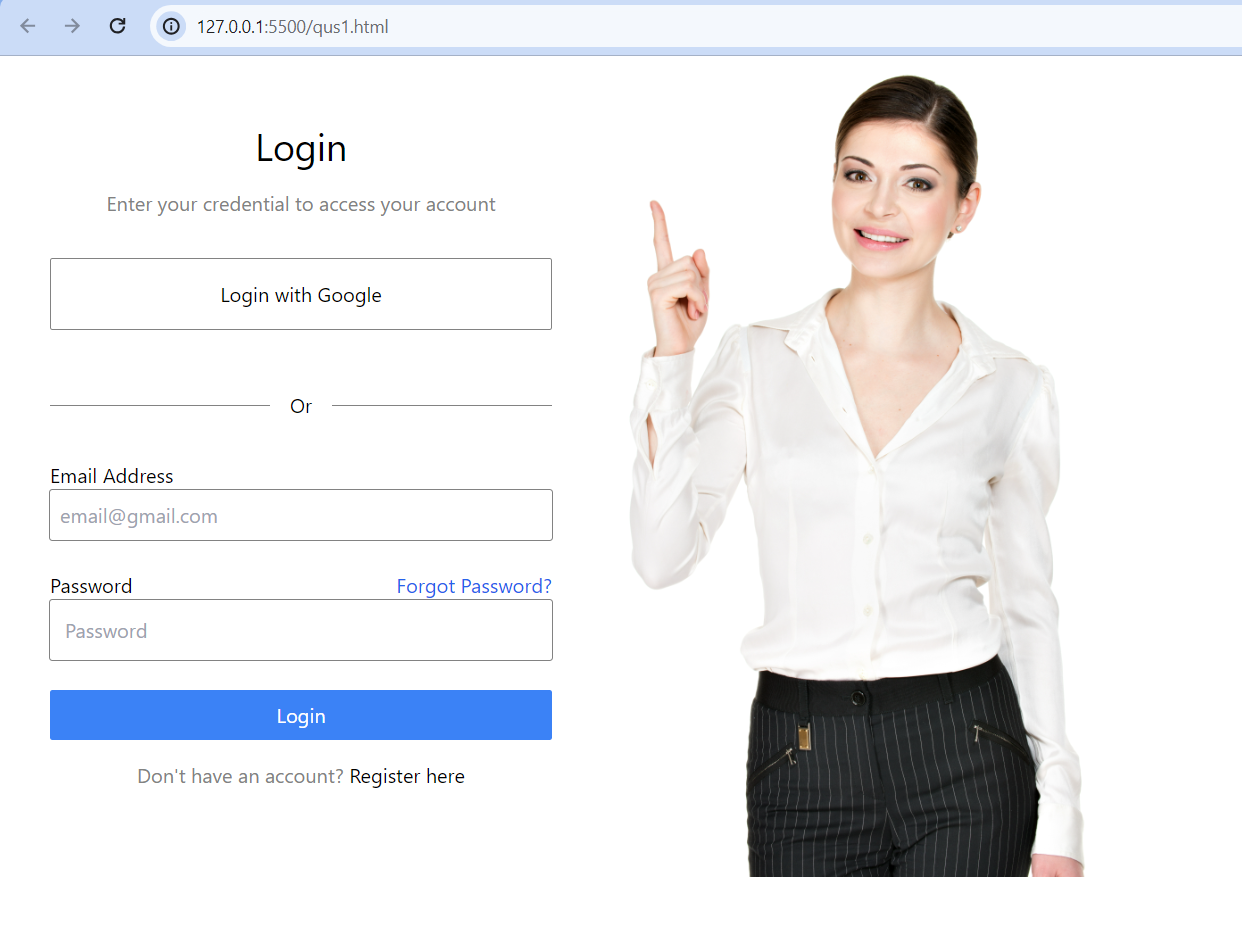 127.0.0.1:5500/qus1.html
Login
Enter your credential to access your account
Login with Google
Or
Email Address
email@gmail.com
Password Forgot Password?
Password
Login
Don't have an account? Register here